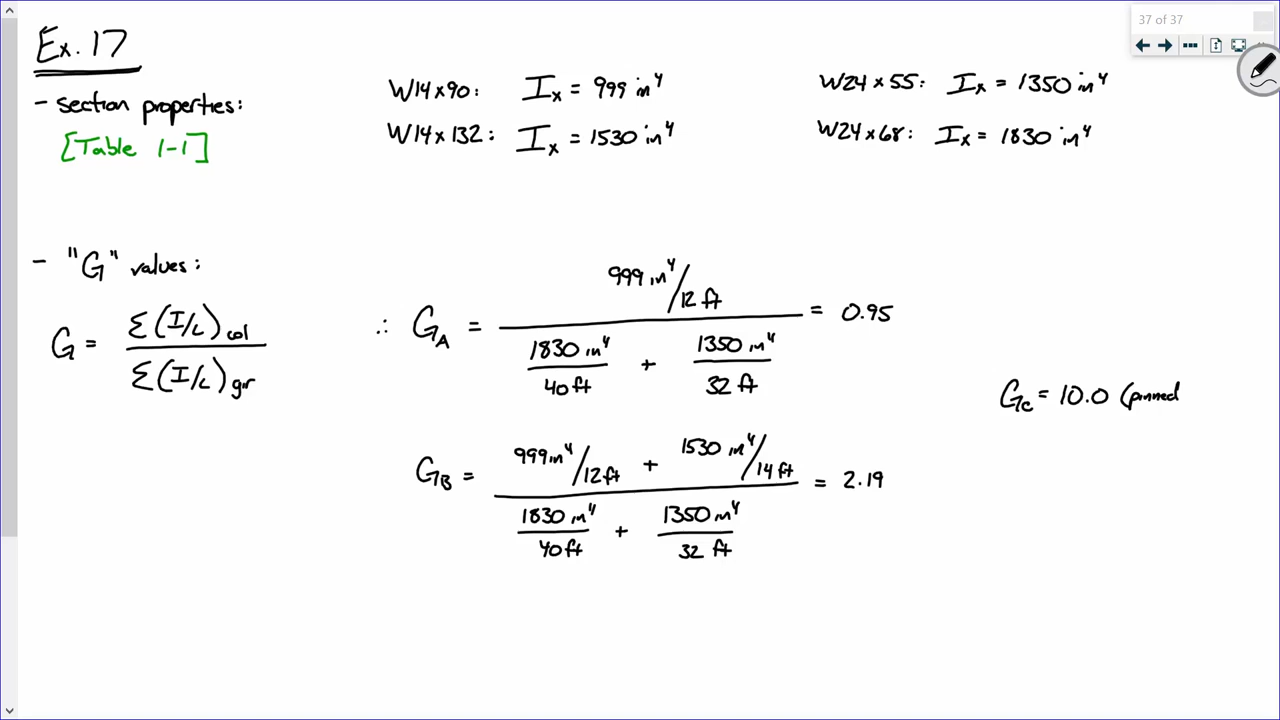 37 of 37
Ex. 17
- section properties:
[Table 1-1]
W14x90: Ix = 999 in⁴
W14x132: Ix = 1530 in⁴
W24x55: Ix = 1350 in⁴
W24x68: Ix = 1830 in⁴
- "G" values:
G = Σ(I/L)col / Σ(I/L)gir
∴ G_A = (999 in⁴/12 ft) / (1830 in⁴/40 ft + 1350 in⁴/32 ft) = 0.95
G_B = (999 in⁴/12 ft + 1530 in⁴/14 ft) / (1830 in⁴/40 ft + 1350 in⁴/32 ft) = 2.19
G_C = 10.0 (pinned